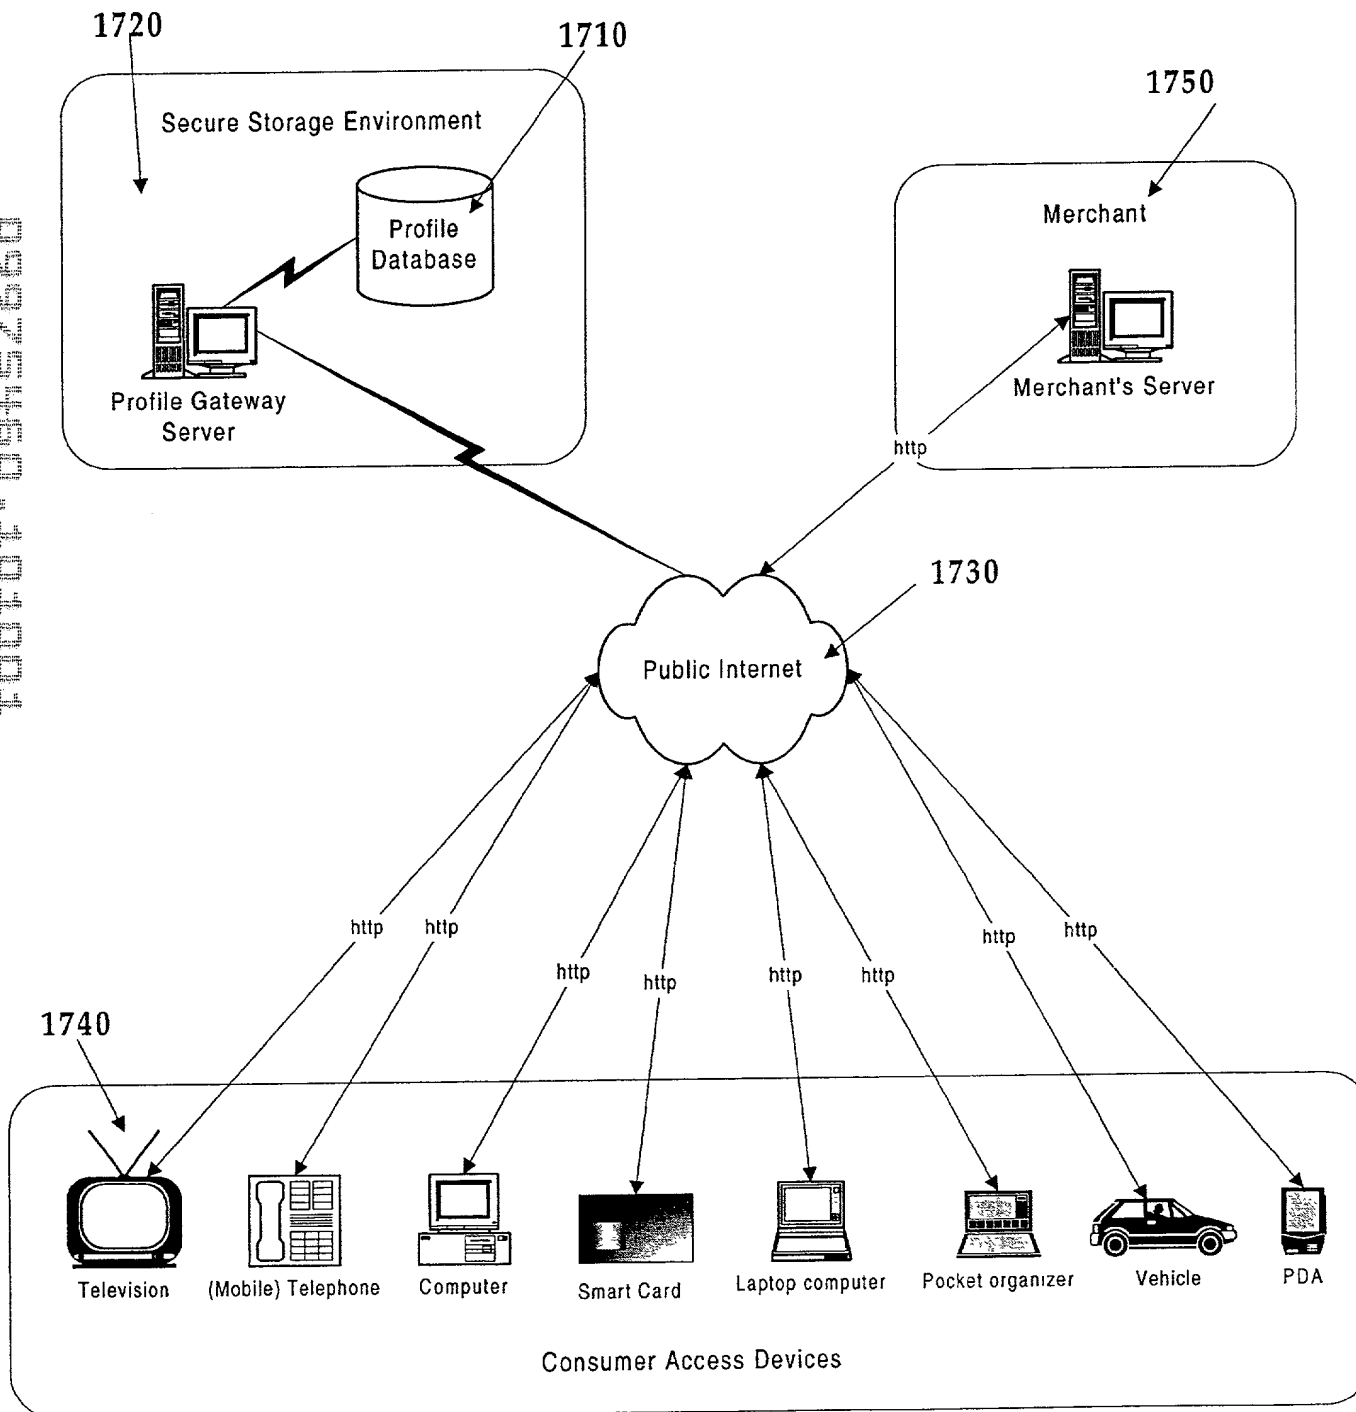 1720
1710
1750
Secure Storage Environment
Profile
Database
Profile Gateway
Server
Merchant
Merchant's Server
http
1730
Public Internet
http
http
http
http
http
http
http
http
1740
Television
(Mobile) Telephone
Computer
Smart Card
Laptop computer
Pocket organizer
Vehicle
PDA
Consumer Access Devices